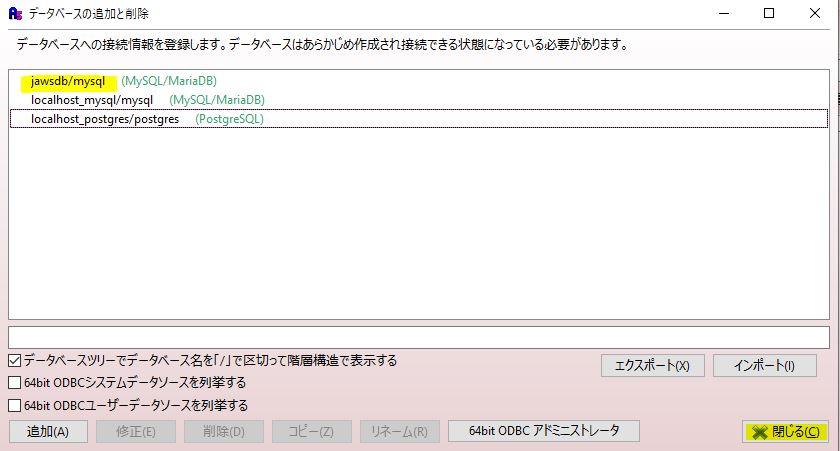 データベースの追加と削除
データベースへの接続情報を登録します。データベースはあらかじめ作成され接続できる状態になっている必要があります。
jawsdb/mysql (MySQL/MariaDB)
localhost_mysql/mysql (MySQL/MariaDB)
localhost_postgres/postgres (PostgreSQL)
データベースツリーでデータベース名を「/」で区切って階層構造で表示する
エクスポート(X) インポート(I)
64bit ODBCシステムデータソースを列挙する
64bit ODBCユーザーデータソースを列挙する
追加(A) 修正(E) 削除(D) コピー(Z) リネーム(R) 64bit ODBC アドミニストレータ 閉じる(C)